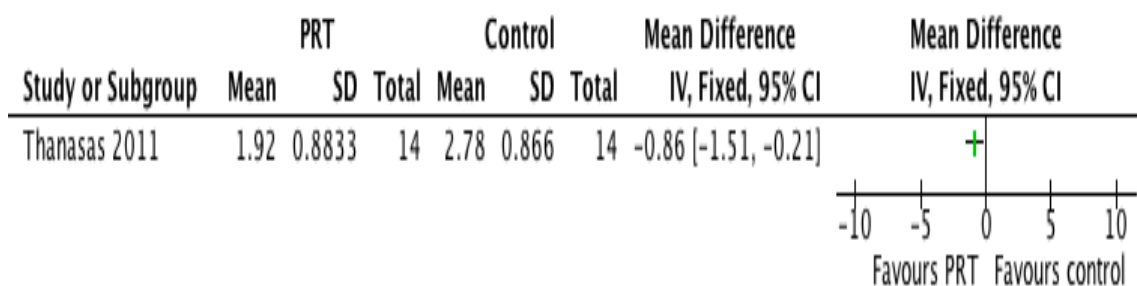 PRT Control Mean Difference Mean Difference
Study or Subgroup Mean SD Total Mean SD Total IV, Fixed, 95% CI IV, Fixed, 95% CI
Thanasas 2011 1.92 0.8833 14 2.78 0.866 14 -0.86 [-1.51, -0.21]
-10 -5 0 5 10
Favours PRT Favours control